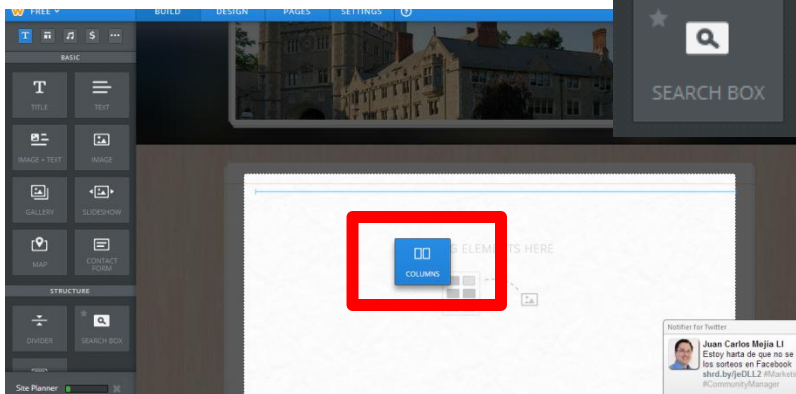 FREE BUILD DESIGN PAGES SETTINGS ?
T $
BASIC
T
TITLE TEXT
IMAGE + TEXT IMAGE
GALLERY SLIDESHOW
MAP CONTACT
FORM
STRUCTURE
DIVIDER SEARCH BOX
Site Planner
SEARCH BOX
G ELEMENTS HERE
COLUMNS
Notifier for Twitter
Juan Carlos Mejía Ll
Estoy harta de que no se
los sorteos en Facebook
shrd.by/jeDLL2 #Marketi
#CommunityManager